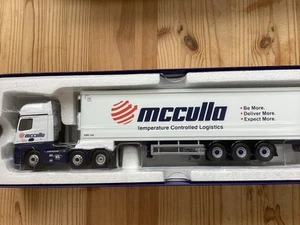 mcculla
Temperature Controlled Logistics
Be More.
Deliver More.
Expect More.